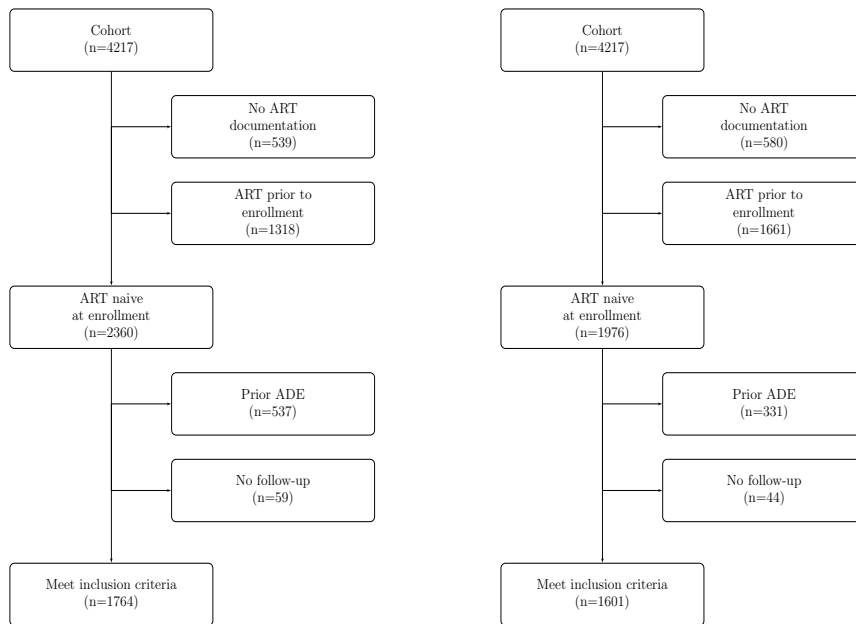 Cohort
(n=4217)
No ART
documentation
(n=539)
ART prior to
enrollment
(n=1318)
ART naive
at enrollment
(n=2360)
Prior ADE
(n=537)
No follow-up
(n=59)
Meet inclusion criteria
(n=1764)
Cohort
(n=4217)
No ART
documentation
(n=580)
ART prior to
enrollment
(n=1661)
ART naive
at enrollment
(n=1976)
Prior ADE
(n=331)
No follow-up
(n=44)
Meet inclusion criteria
(n=1601)